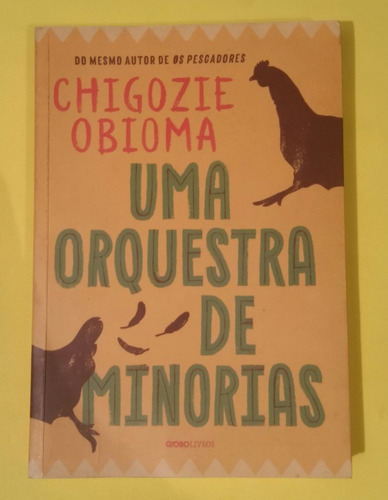 DO MESMO AUTOR DE OS PESCADORES
CHIGOZIE
OBIOMA
UMA
ORQUESTRA
DE
MINORIAS
GLOBOLIVROS